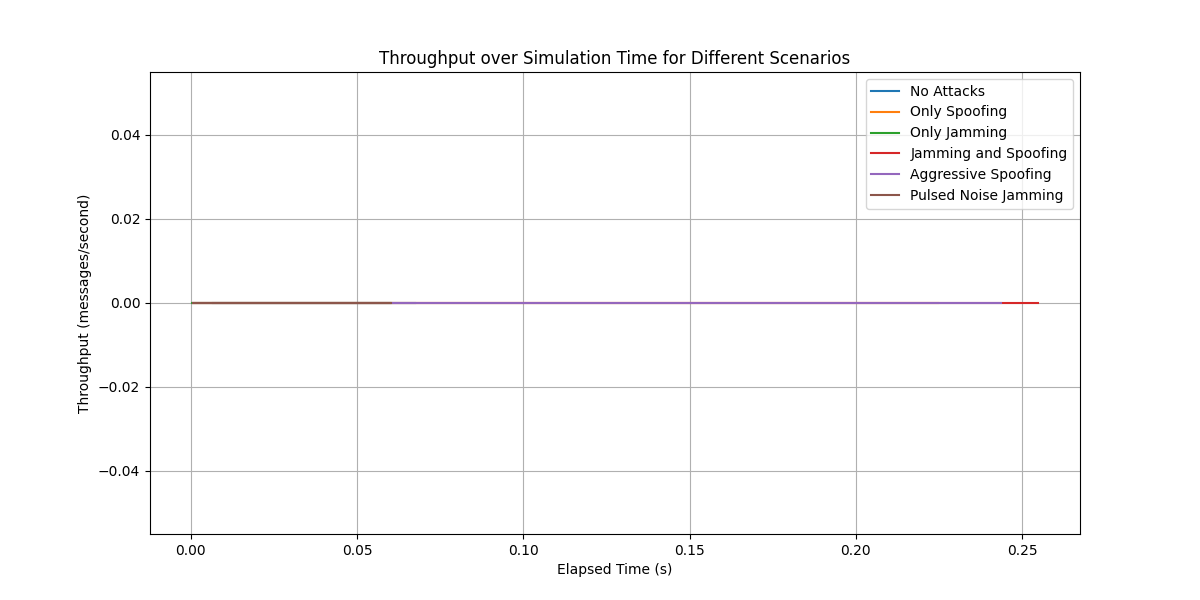 Throughput over Simulation Time for Different Scenarios
No Attacks
Only Spoofing
Only Jamming
Jamming and Spoofing
Aggressive Spoofing
Pulsed Noise Jamming
Throughput (messages/second)
0.04
0.02
0.00
−0.02
−0.04
0.00 0.05 0.10 0.15 0.20 0.25
Elapsed Time (s)